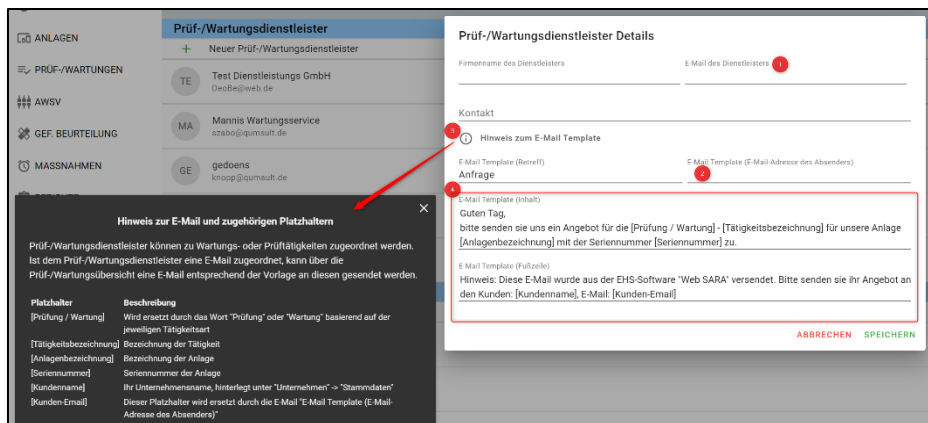 ANLAGEN
PRÜF-/WARTUNGEN
AWSV
GEF. BEURTEILUNG
MASSNAHMEN
Prüf-/Wartungsdienstleister
+ Neuer Prüf-/Wartungsdienstleister
TE
Test Dienstleistungs GmbH
DeoBe@web.de
MA
Mannis Wartungsservice
szabo@qumsult.de
GE
gedoens
knopp@qumsult.de
Prüf-/Wartungsdienstleister Details
Firmenname des Dienstleisters
E-Mail des Dienstleisters 1
Kontakt
3
Hinweis zum E-Mail Template
E-Mail Template (Betreff)
Anfrage
E-Mail Template (E-Mail-Adresse des Absenders)
2
4
E-Mail Template (Inhalt)
Guten Tag,
bitte senden sie uns ein Angebot für die [Prüfung / Wartung] - [Tätigkeitsbezeichnung] für unsere Anlage
[Anlagenbezeichnung] mit der Seriennummer [Seriennummer] zu.
E-Mail Template (Fußzeile)
Hinweis: Diese E-Mail wurde aus der EHS-Software "Web SARA" versendet. Bitte senden sie ihr Angebot an
den Kunden: [Kundenname], E-Mail: [Kunden-Email]
ABBRECHEN SPEICHERN
Hinweis zur E-Mail und zugehörigen Platzhaltern
Prüf-/Wartungsdienstleister können zu Wartungs- oder Prüftätigkeiten zugeordnet werden.
Ist dem Prüf-/Wartungsdienstleister eine E-Mail zugeordnet, kann über die
Prüf-/Wartungsübersicht eine E-Mail entsprechend der Vorlage an diesen gesendet werden.
Platzhalter Beschreibung
[Prüfung / Wartung] Wird ersetzt durch das Wort "Prüfung" oder "Wartung" basierend auf der
jeweiligen Tätigkeitsart
[Tätigkeitsbezeichnung] Bezeichnung der Tätigkeit
[Anlagenbezeichnung] Bezeichnung der Anlage
[Seriennummer] Seriennummer der Anlage
[Kundenname] Ihr Unternehmensname, hinterlegt unter "Unternehmen" -> "Stammdaten"
[Kunden-Email] Dieser Platzhalter wird ersetzt durch die E-Mail "E-Mail Template (E-Mail-
Adresse des Absenders)"